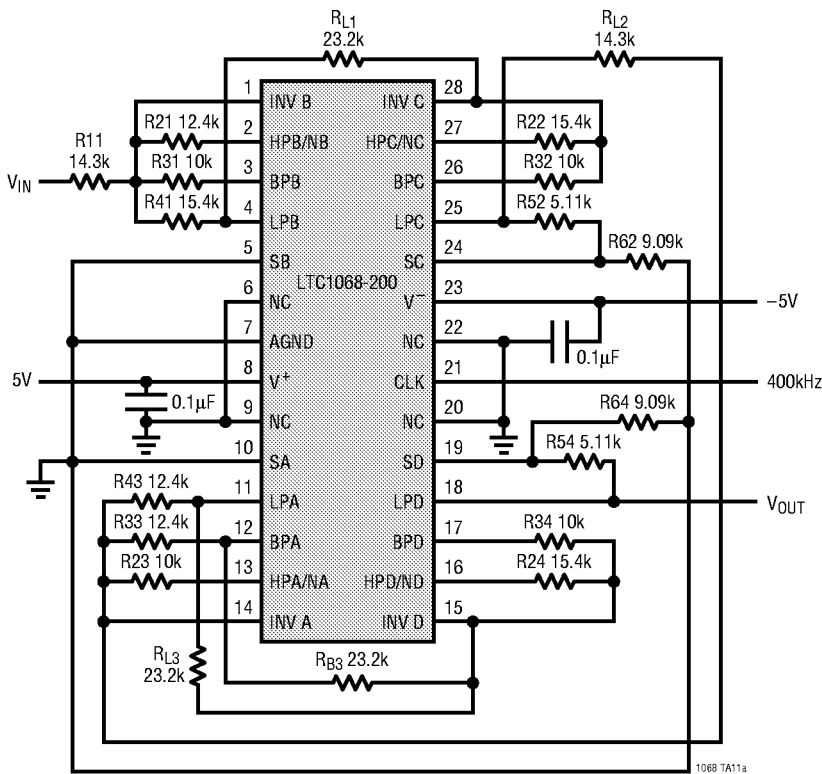 RL1
23.2k
RL2
14.3k
1 INV B INV C 28
R21 12.4k 2 HPB/NB HPC/NC 27 R22 15.4k
R11
14.3k
VIN
R31 10k 3 BPB BPC 26 R32 10k
R41 15.4k 4 LPB LPC 25 R52 5.11k
5 SB SC 24 R62 9.09k
LTC1068-200
6 NC V− 23 −5V
7 AGND NC 22
0.1µF
5V 8 V+ CLK 21 400kHz
0.1µF
9 NC NC 20 R64 9.09k
10 SA SD 19 R54 5.11k
R43 12.4k 11 LPA LPD 18 VOUT
R33 12.4k 12 BPA BPD 17 R34 10k
R23 10k 13 HPA/NA HPD/ND 16 R24 15.4k
14 INV A INV D 15
RL3
23.2k
RB3 23.2k
1068 TA11a